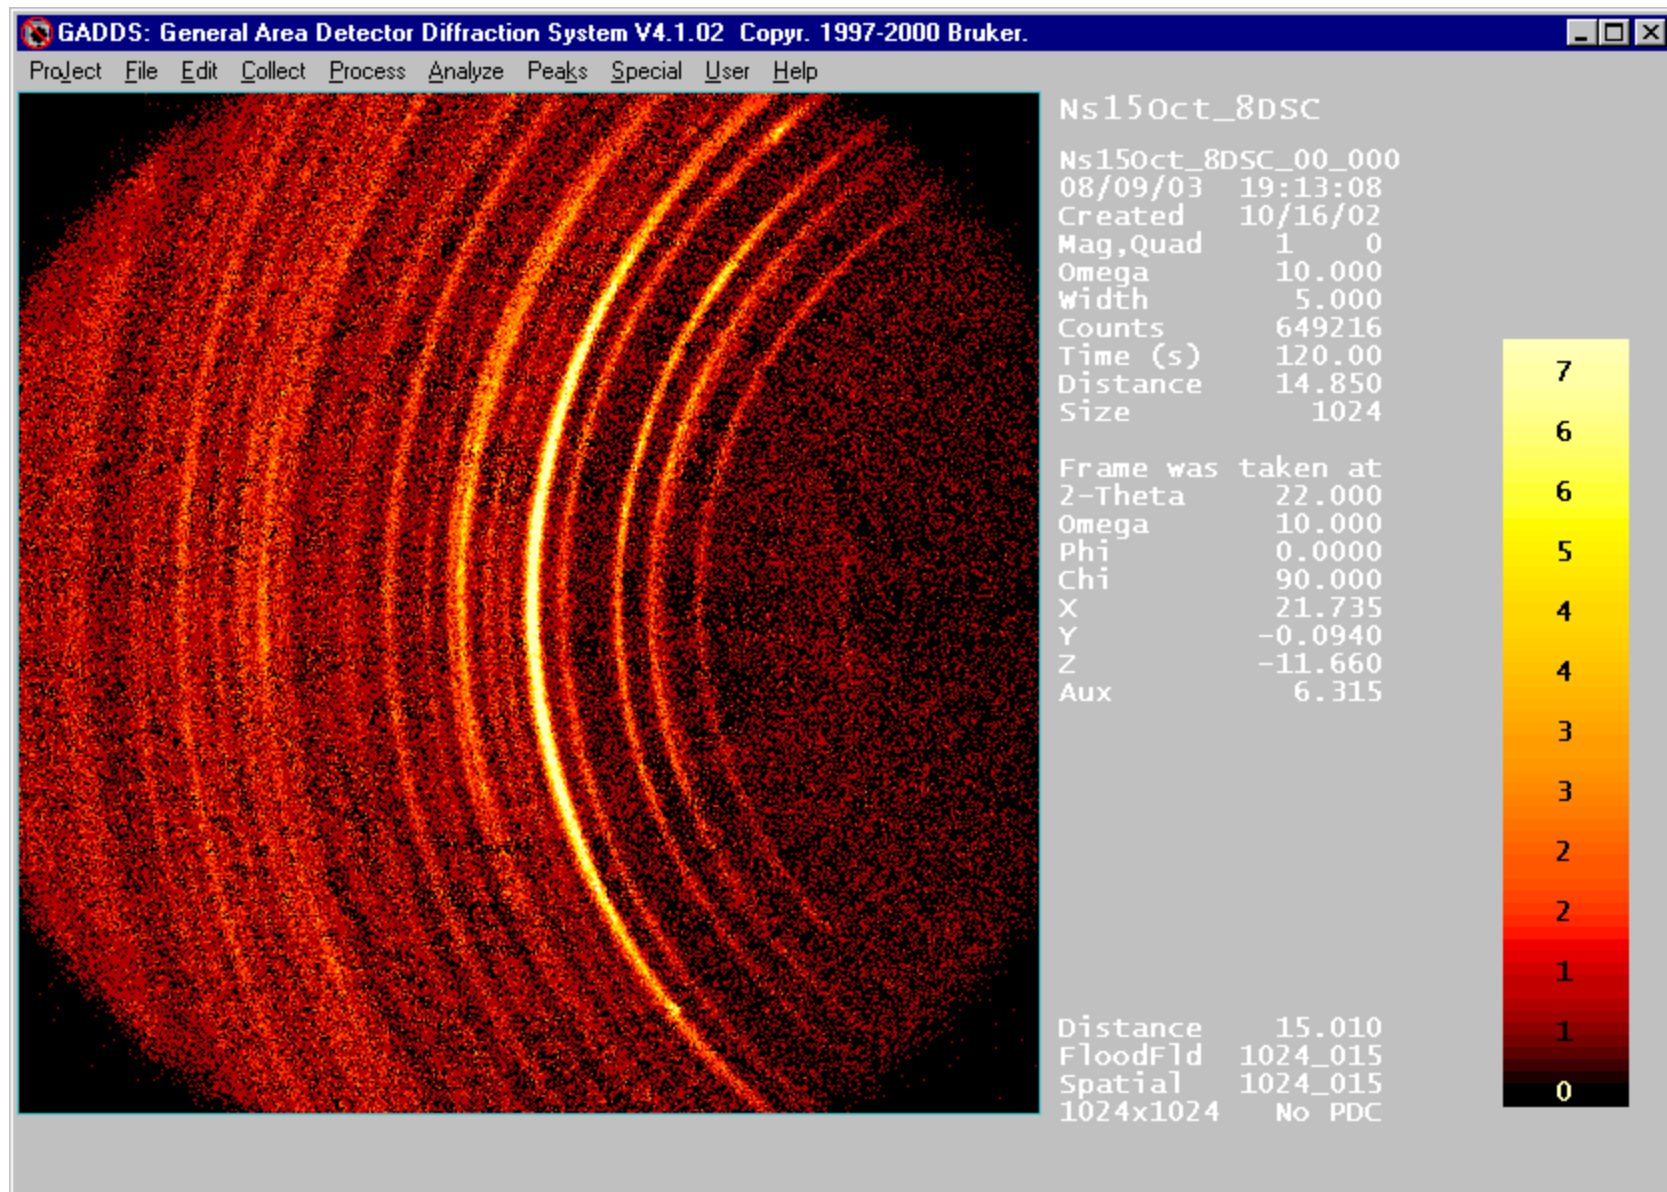 GADDS: General Area Detector Diffraction System V4.1.02 Copyr. 1997-2000 Bruker.
ProJect File Edit Collect Process Analyze Peaks Special User Help
Ns15Oct_8DSC
Ns15Oct_8DSC_00_000
08/09/03 19:13:08
Created 10/16/02
Mag,Quad 1 0
Omega 10.000
Width 5.000
Counts 649216
Time (s) 120.00
Distance 14.850
Size 1024
Frame was taken at
2-Theta 22.000
Omega 10.000
Phi 0.0000
Chi 90.000
X 21.735
Y -0.0940
Z -11.660
Aux 6.315
Distance 15.010
FloodFld 1024_015
Spatial 1024_015
1024x1024 No PDC
7
6
6
5
4
4
3
3
2
2
1
1
0